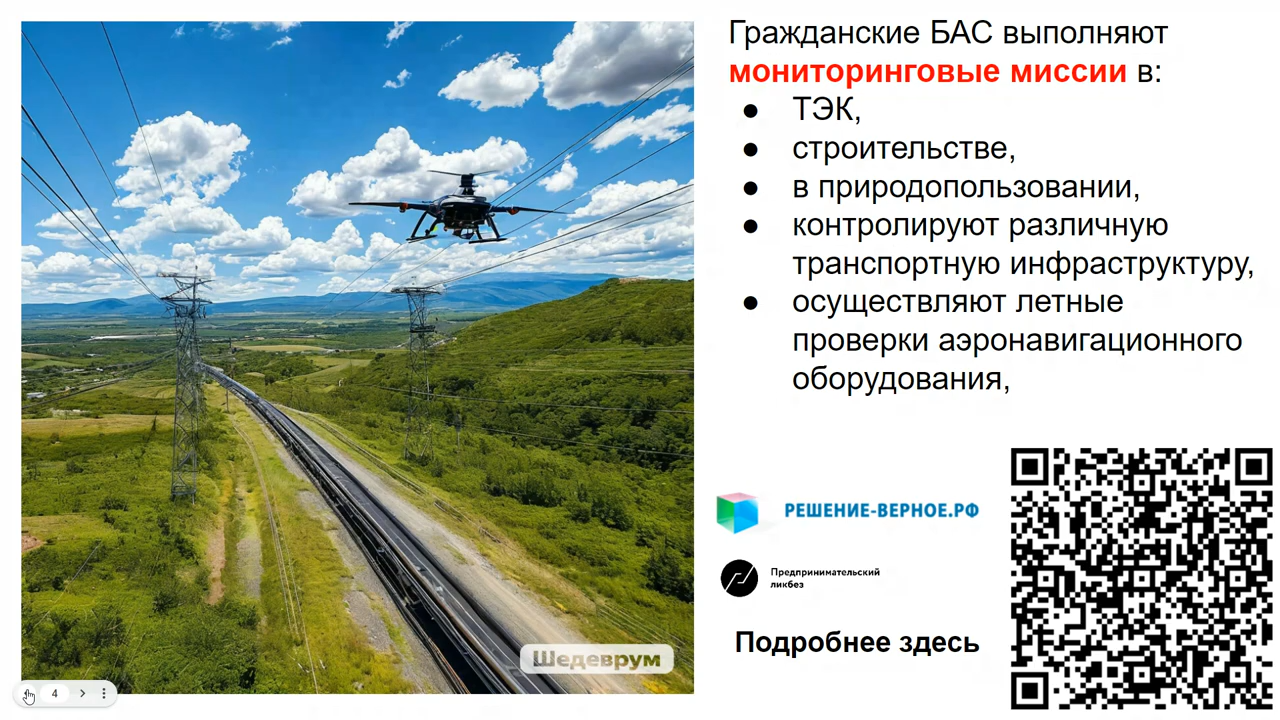 Гражданские БАС выполняют
мониторинговые миссии в:
● ТЭК,
● строительстве,
● в природопользовании,
● контролируют различную
транспортную инфраструктуру,
● осуществляют летные
проверки аэронавигационного
оборудования,
РЕШЕНИЕ-ВЕРНОЕ.РФ
Предпринимательский
ликбез
Подробнее здесь
Шедеврум
4